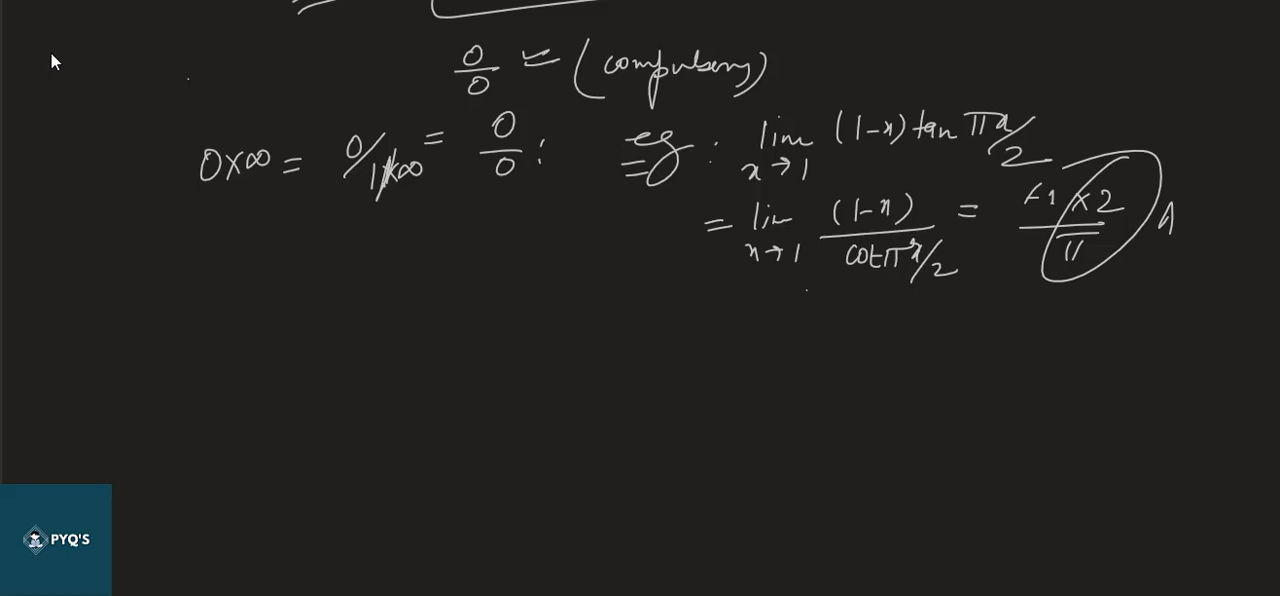 0/0 = (compulsory)
0×∞ = 0/1/∞ = 0/0 : eg : lim x→1 (1-x) tan πx/2
= lim x→1 (1-x)/cot πx/2 = +1×2/π A
PYQ'S